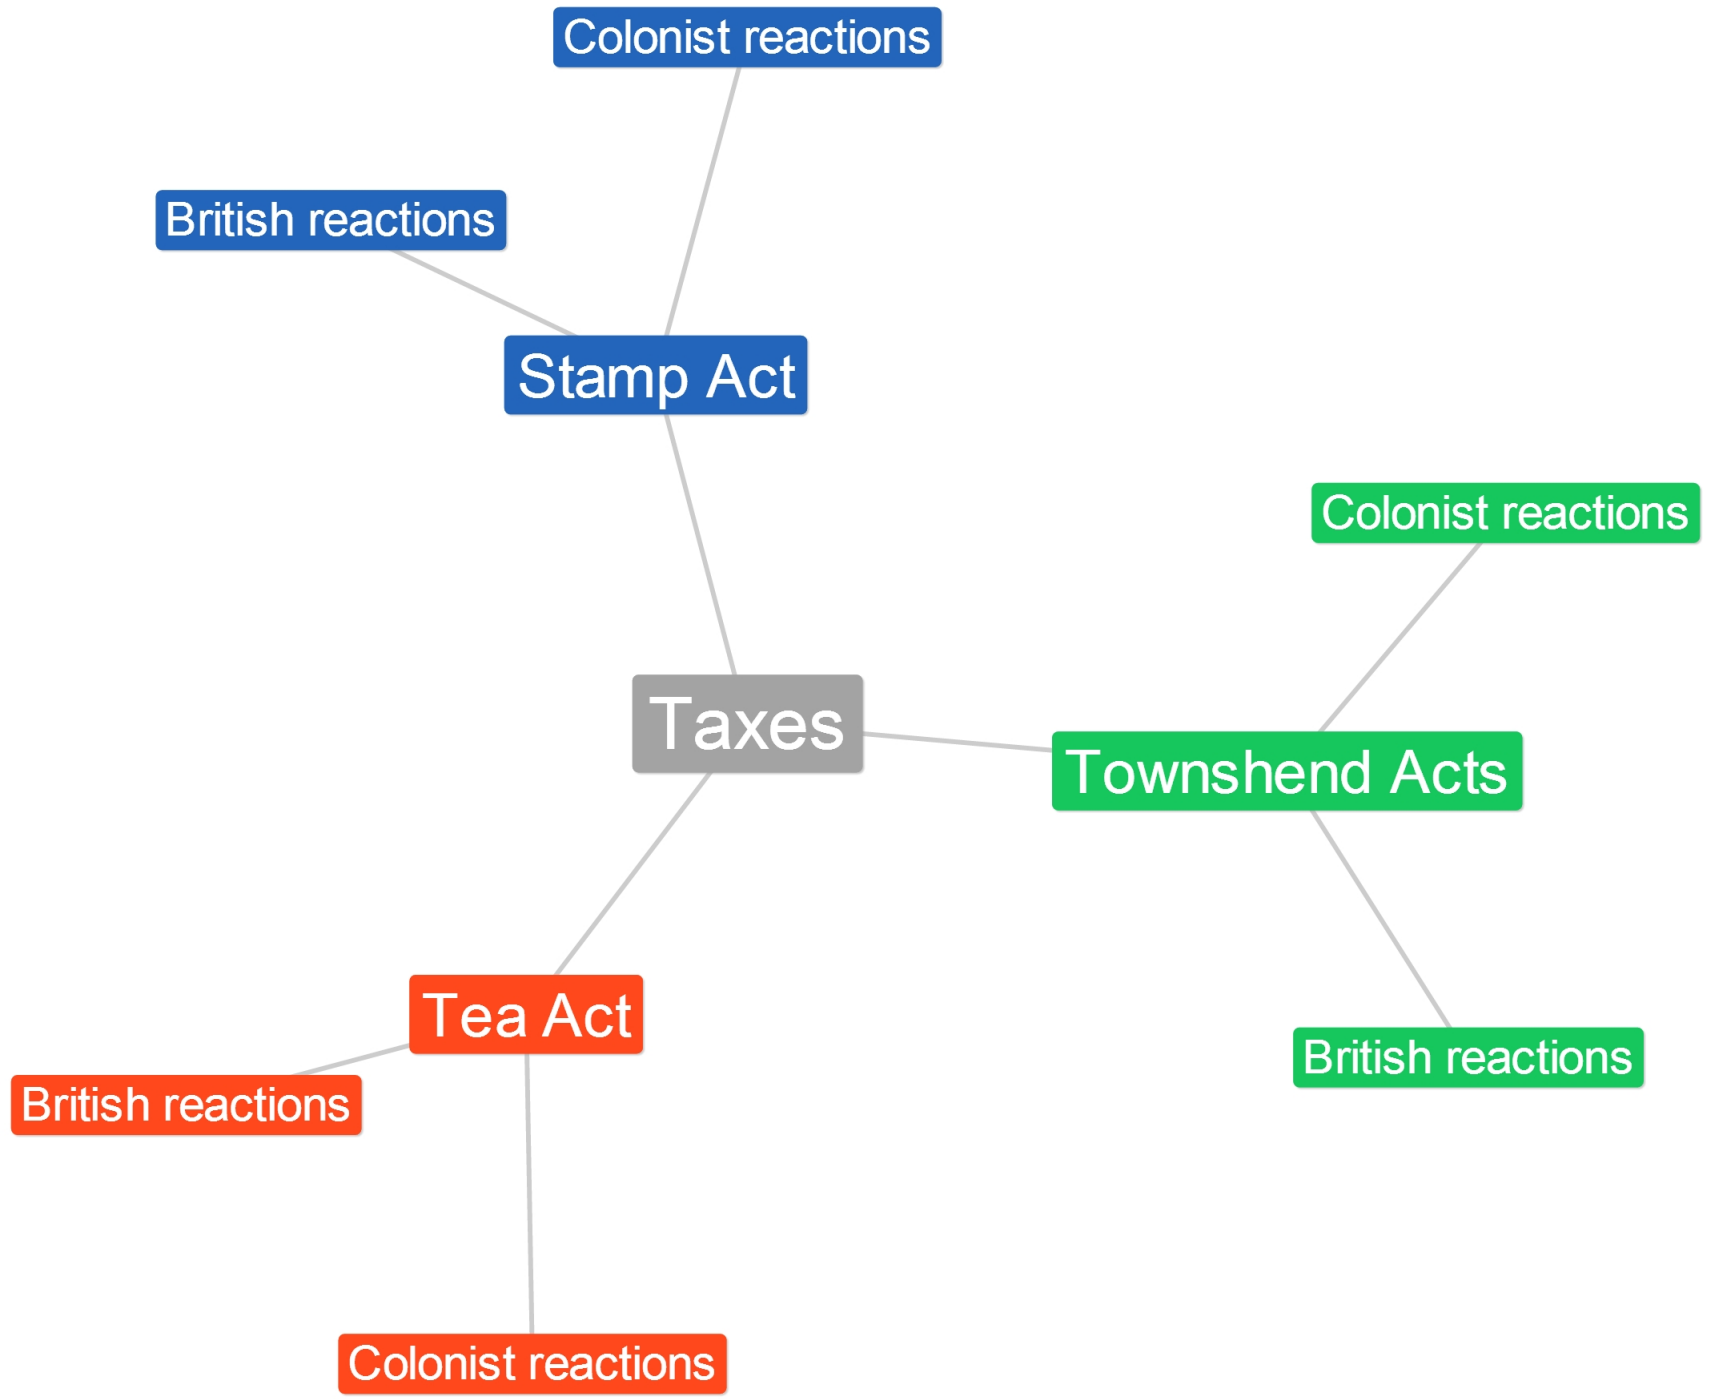 Colonist reactions
British reactions
Stamp Act
Colonist reactions
Taxes
Townshend Acts
Tea Act
British reactions
British reactions
Colonist reactions